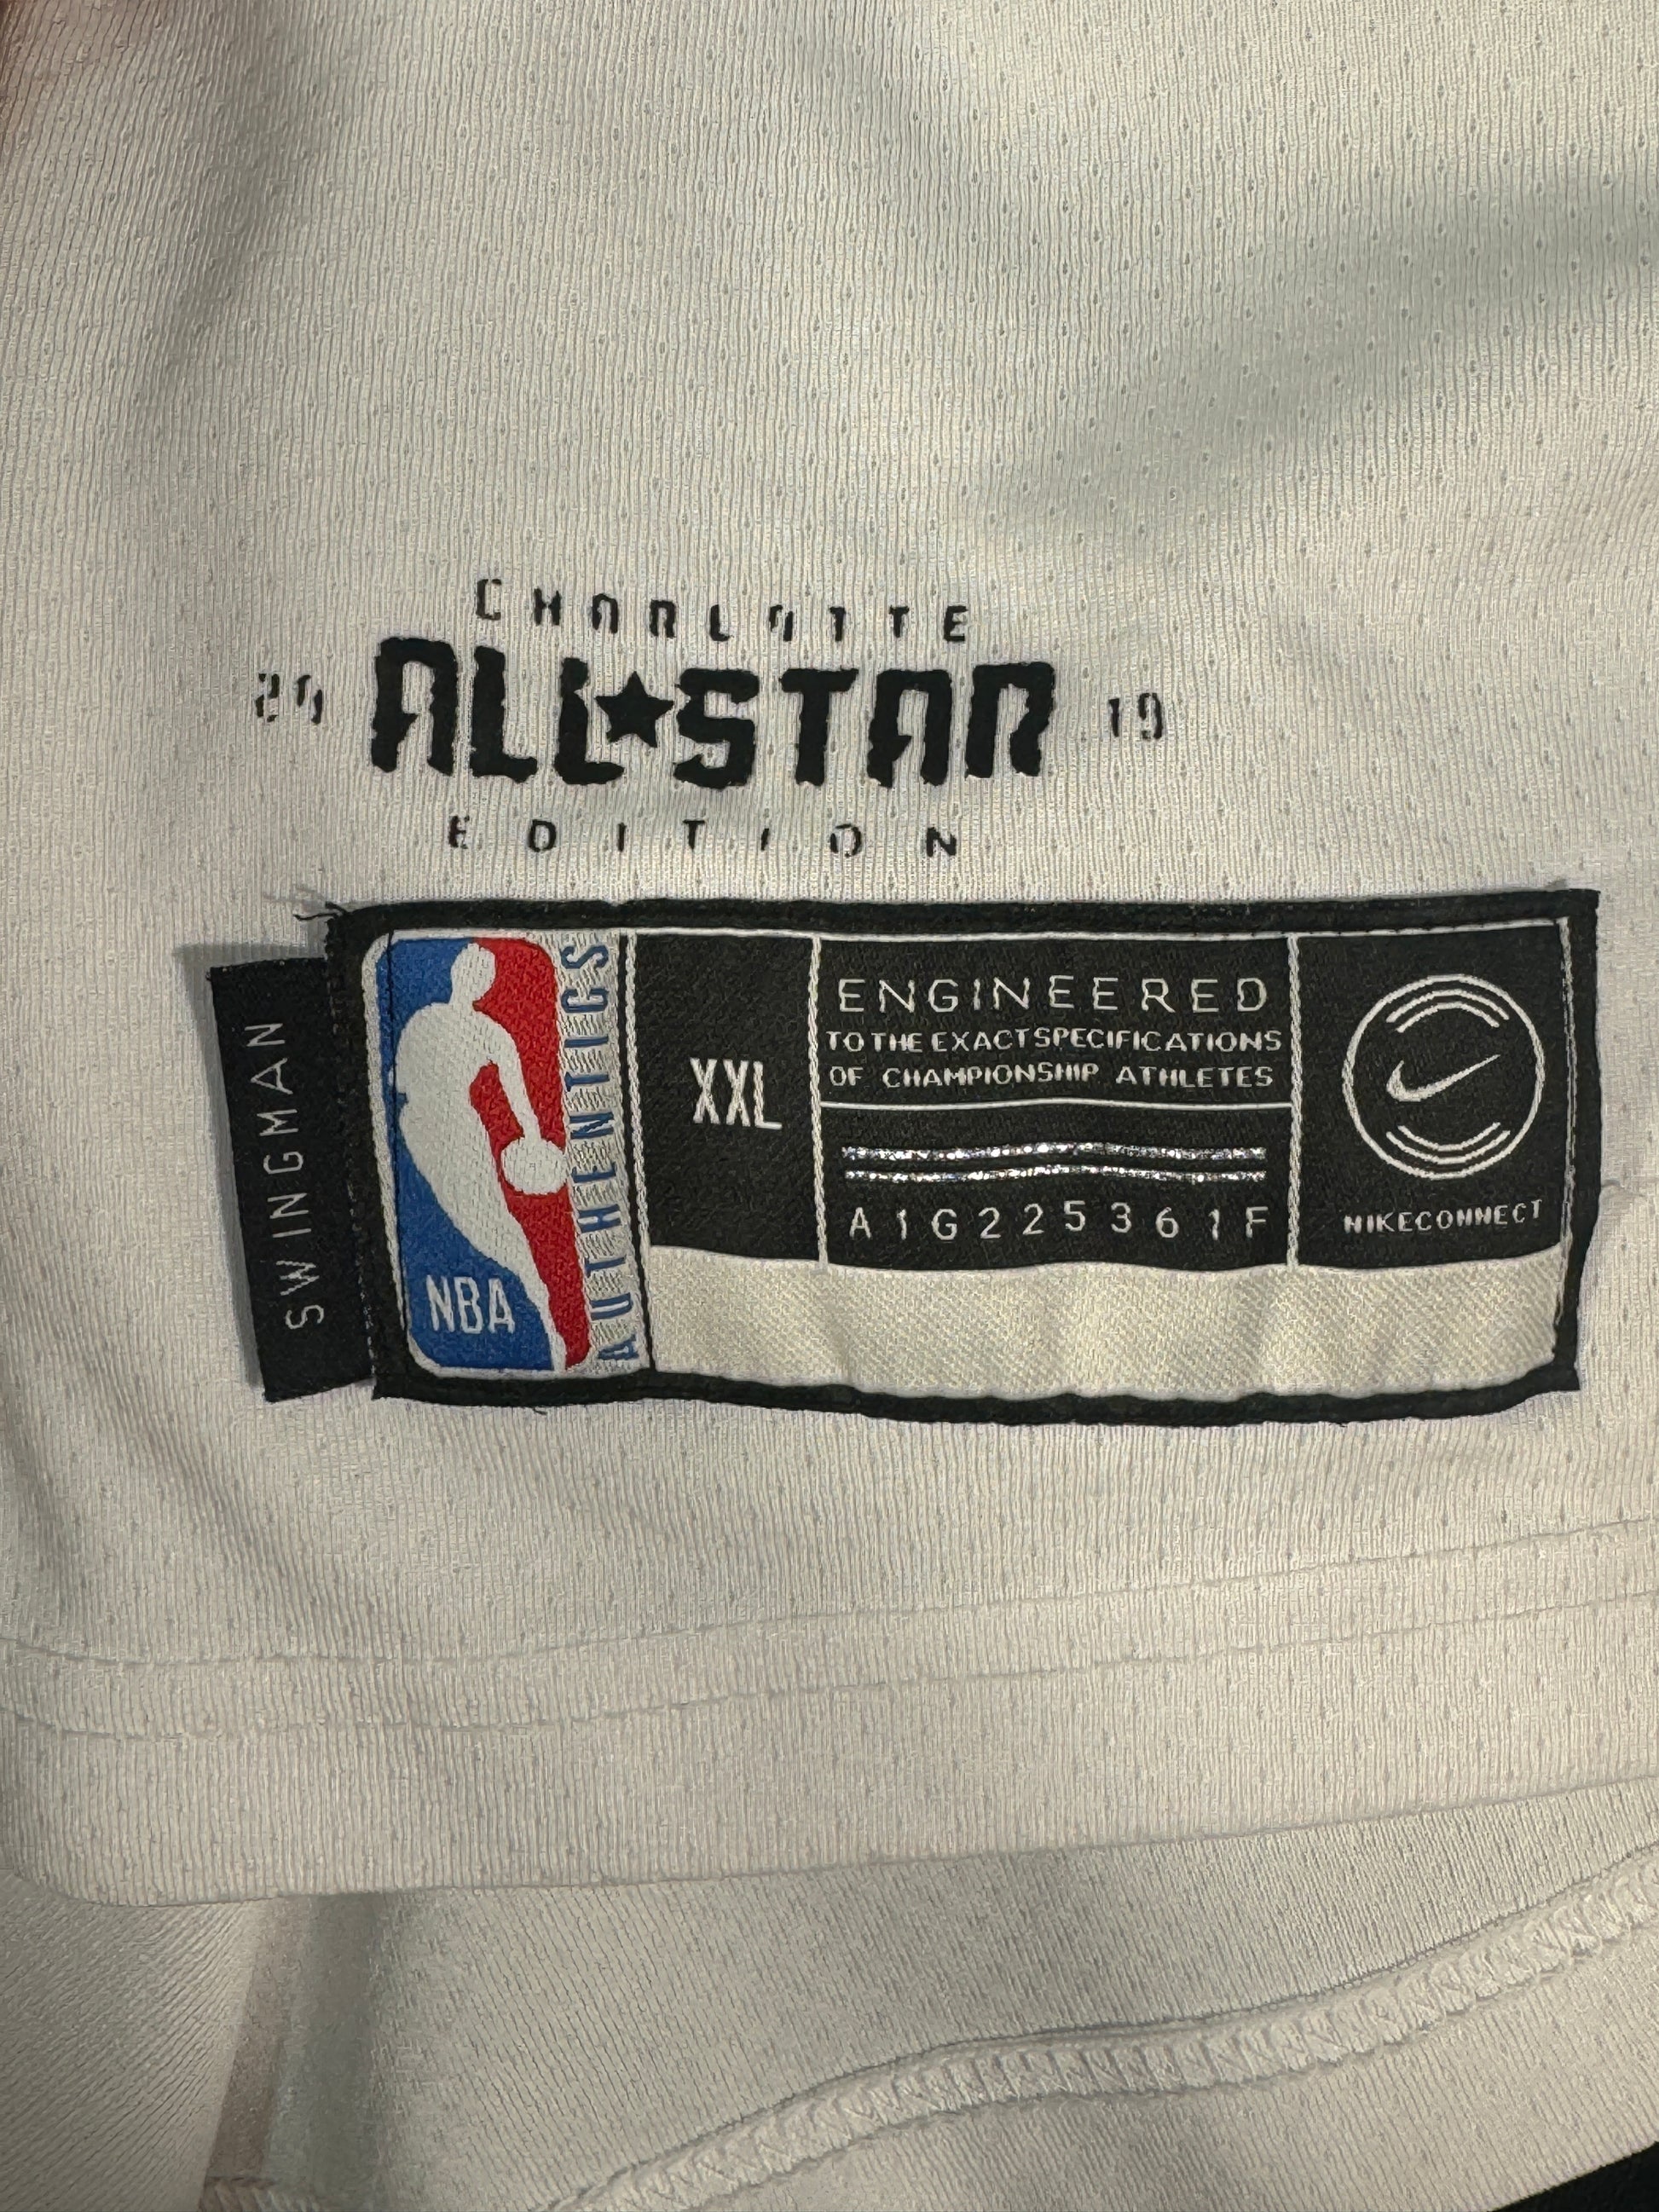 CHARLOTTE
20 ALL★STAR 19
EDITION
SWINGMAN
NBA
AUTHENTICS
XXL
ENGINEERED
TO THE EXACT SPECIFICATIONS
OF CHAMPIONSHIP ATHLETES
A1G225361F
NIKECONNECT